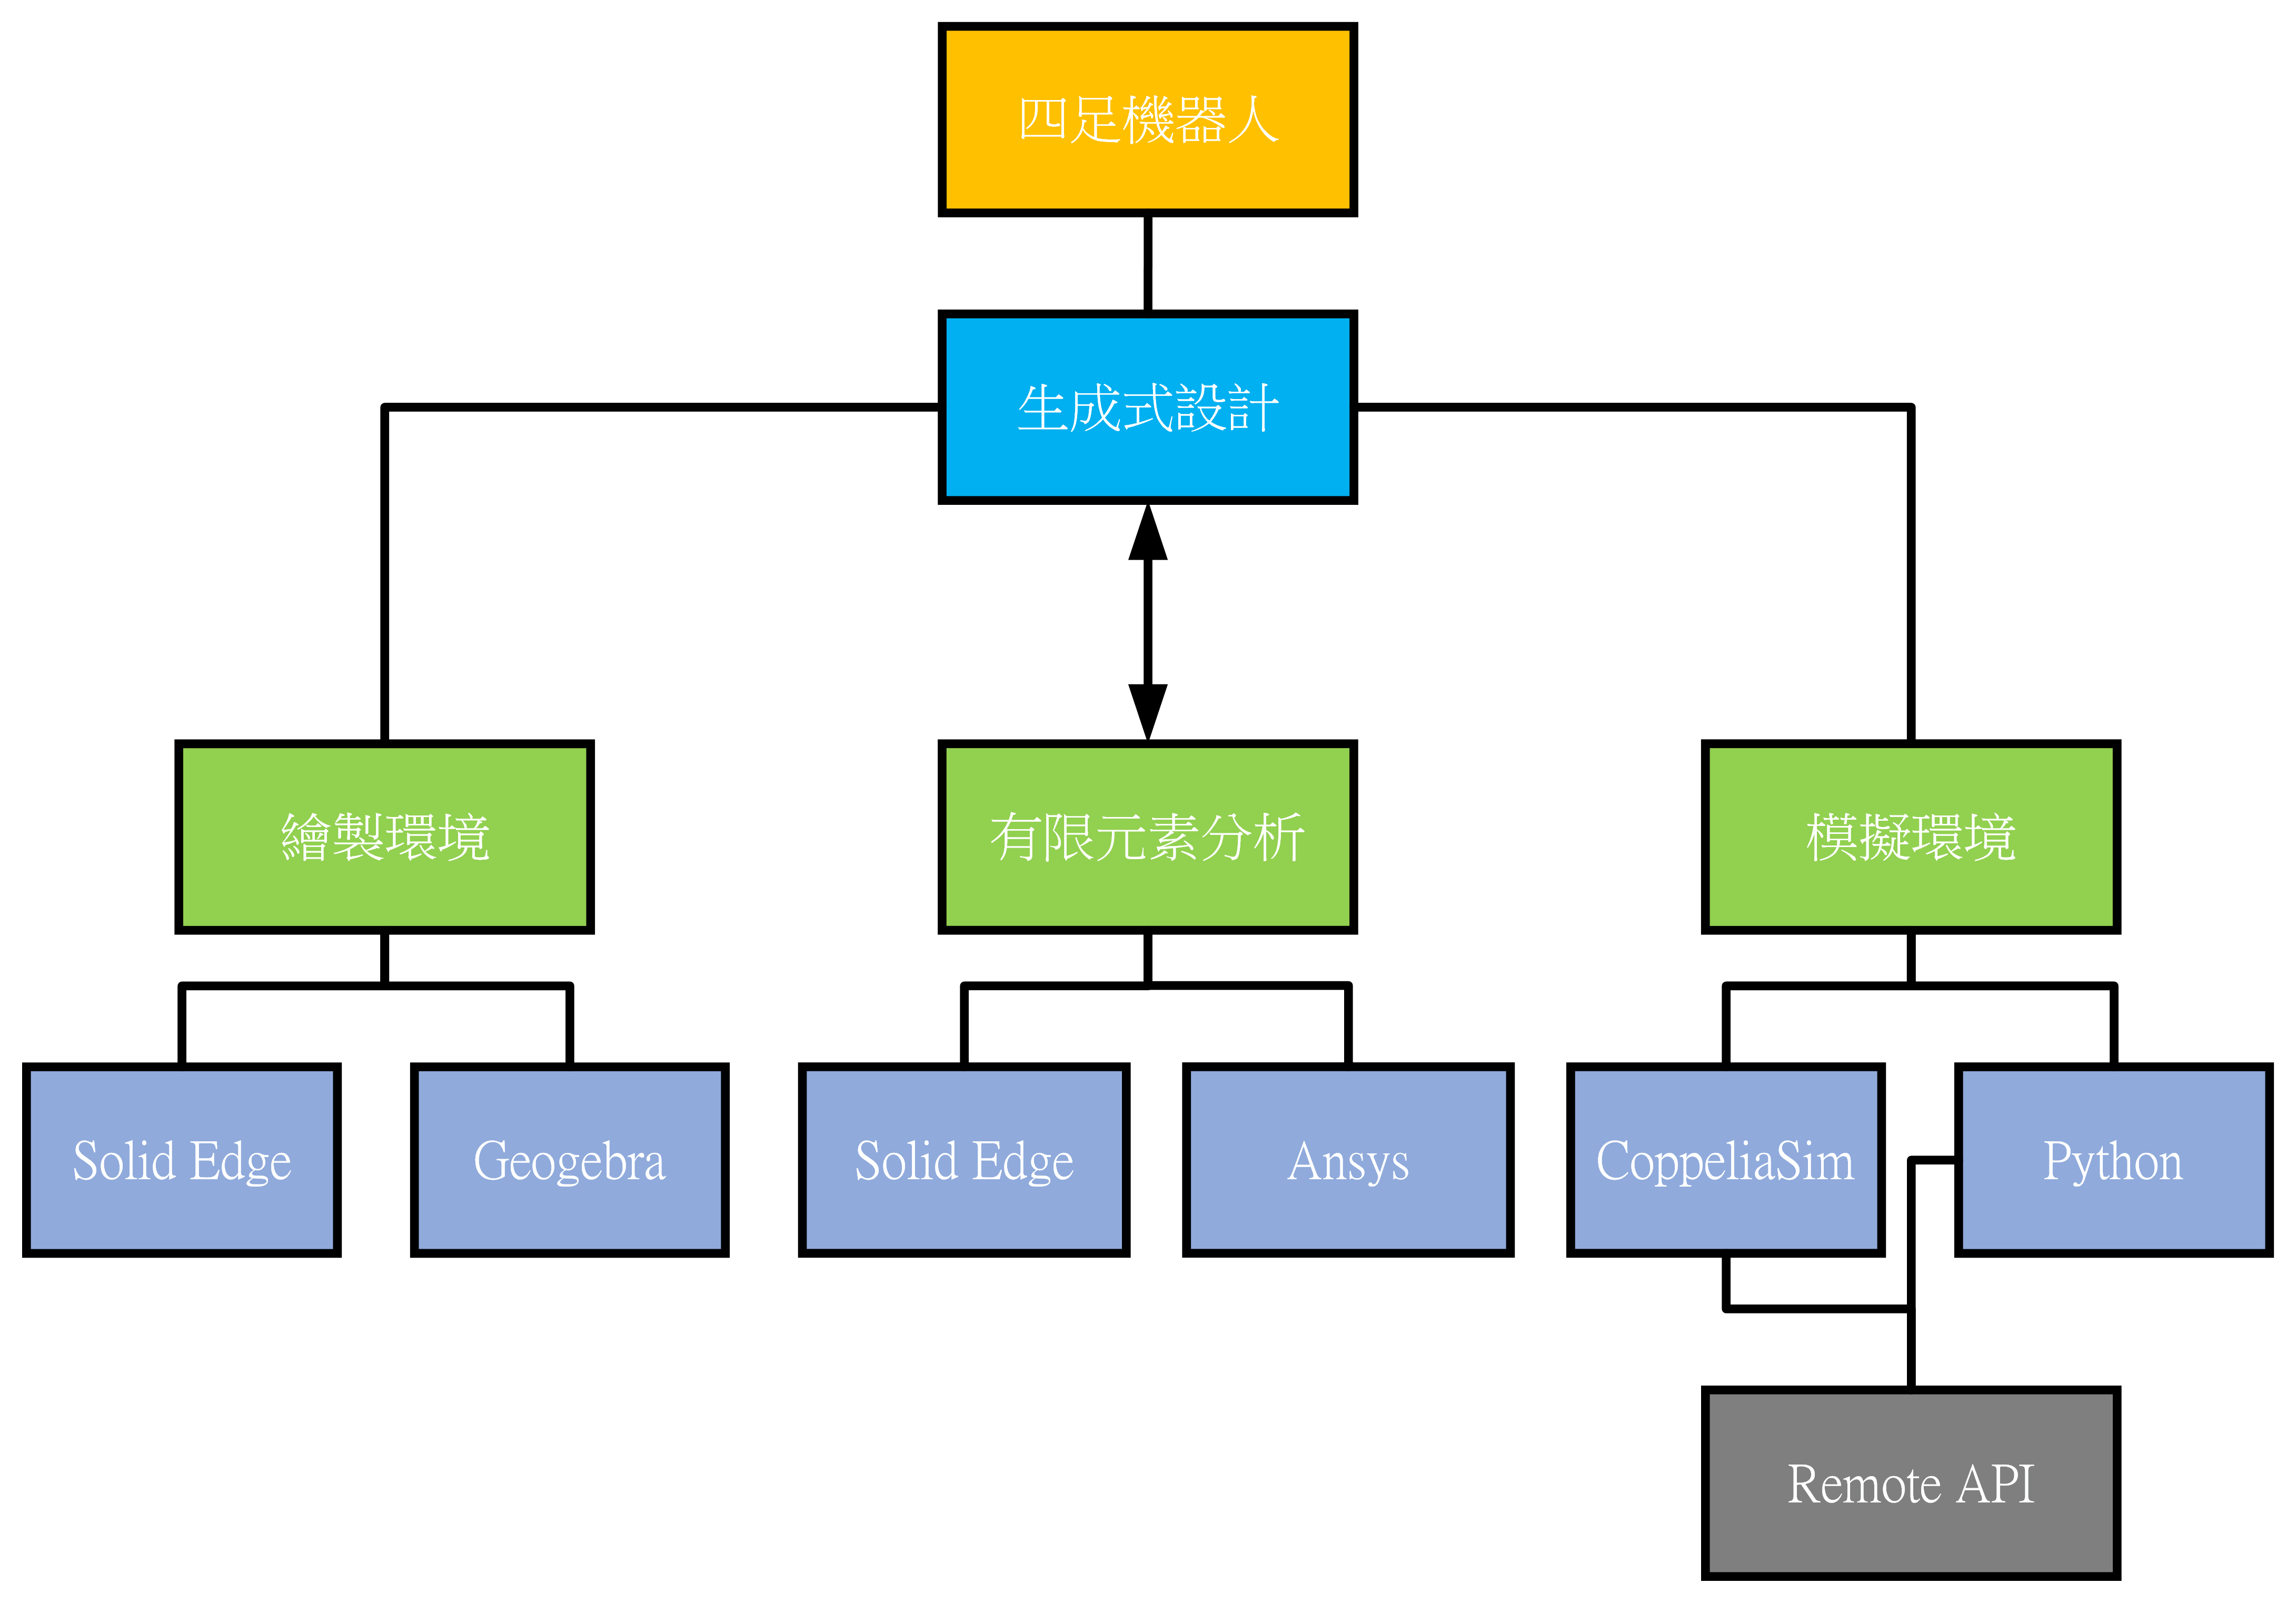 四足機器人
生成式設計
繪製環境
有限元素分析
模擬環境
Solid Edge
Geogebra
Solid Edge
Ansys
CoppeliaSim
Python
Remote API